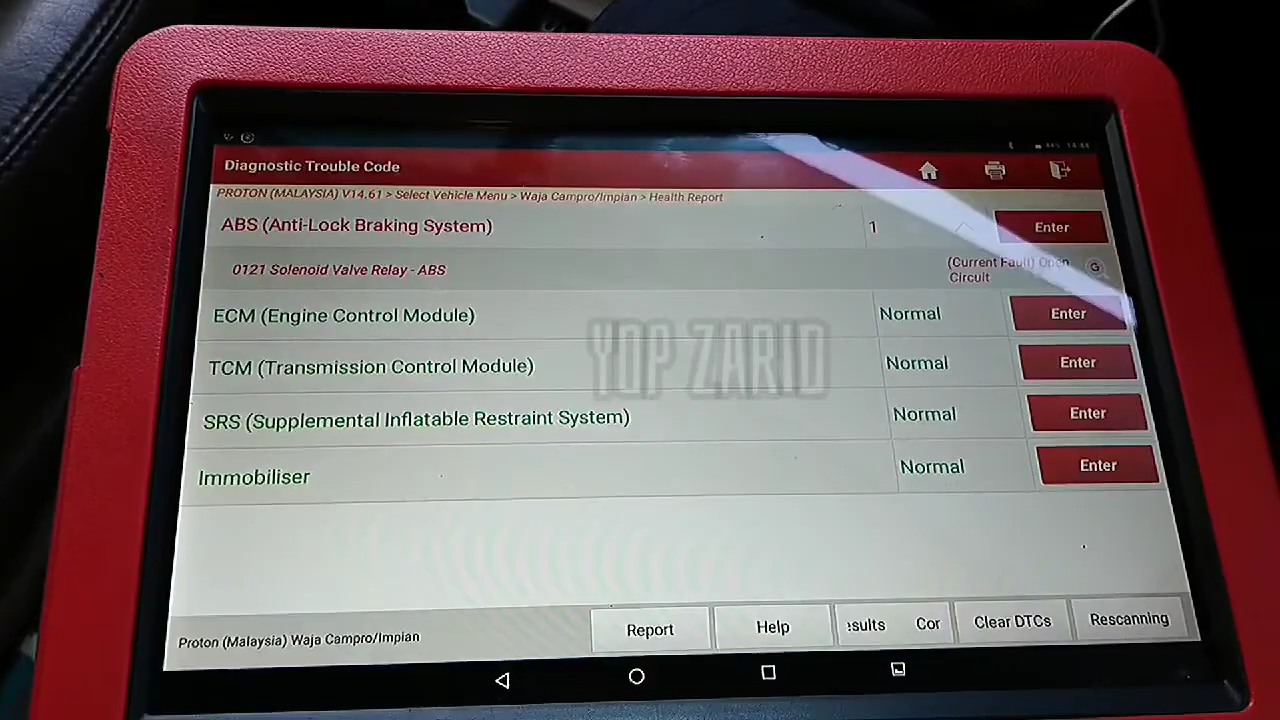 44% 14:44
Diagnostic Trouble Code
PROTON (MALAYSIA) V14.61 > Select Vehicle Menu > Waja Campro/Impian > Health Report
ABS (Anti-Lock Braking System) 1 Enter
0121 Solenoid Valve Relay - ABS (Current Fault) Open
Circuit G
ECM (Engine Control Module) Normal Enter
YOP ZARID
TCM (Transmission Control Module) Normal Enter
SRS (Supplemental Inflatable Restraint System) Normal Enter
Immobiliser Normal Enter
Proton (Malaysia) Waja Campro/Impian Report Help :sults Cor Clear DTCs Rescanning